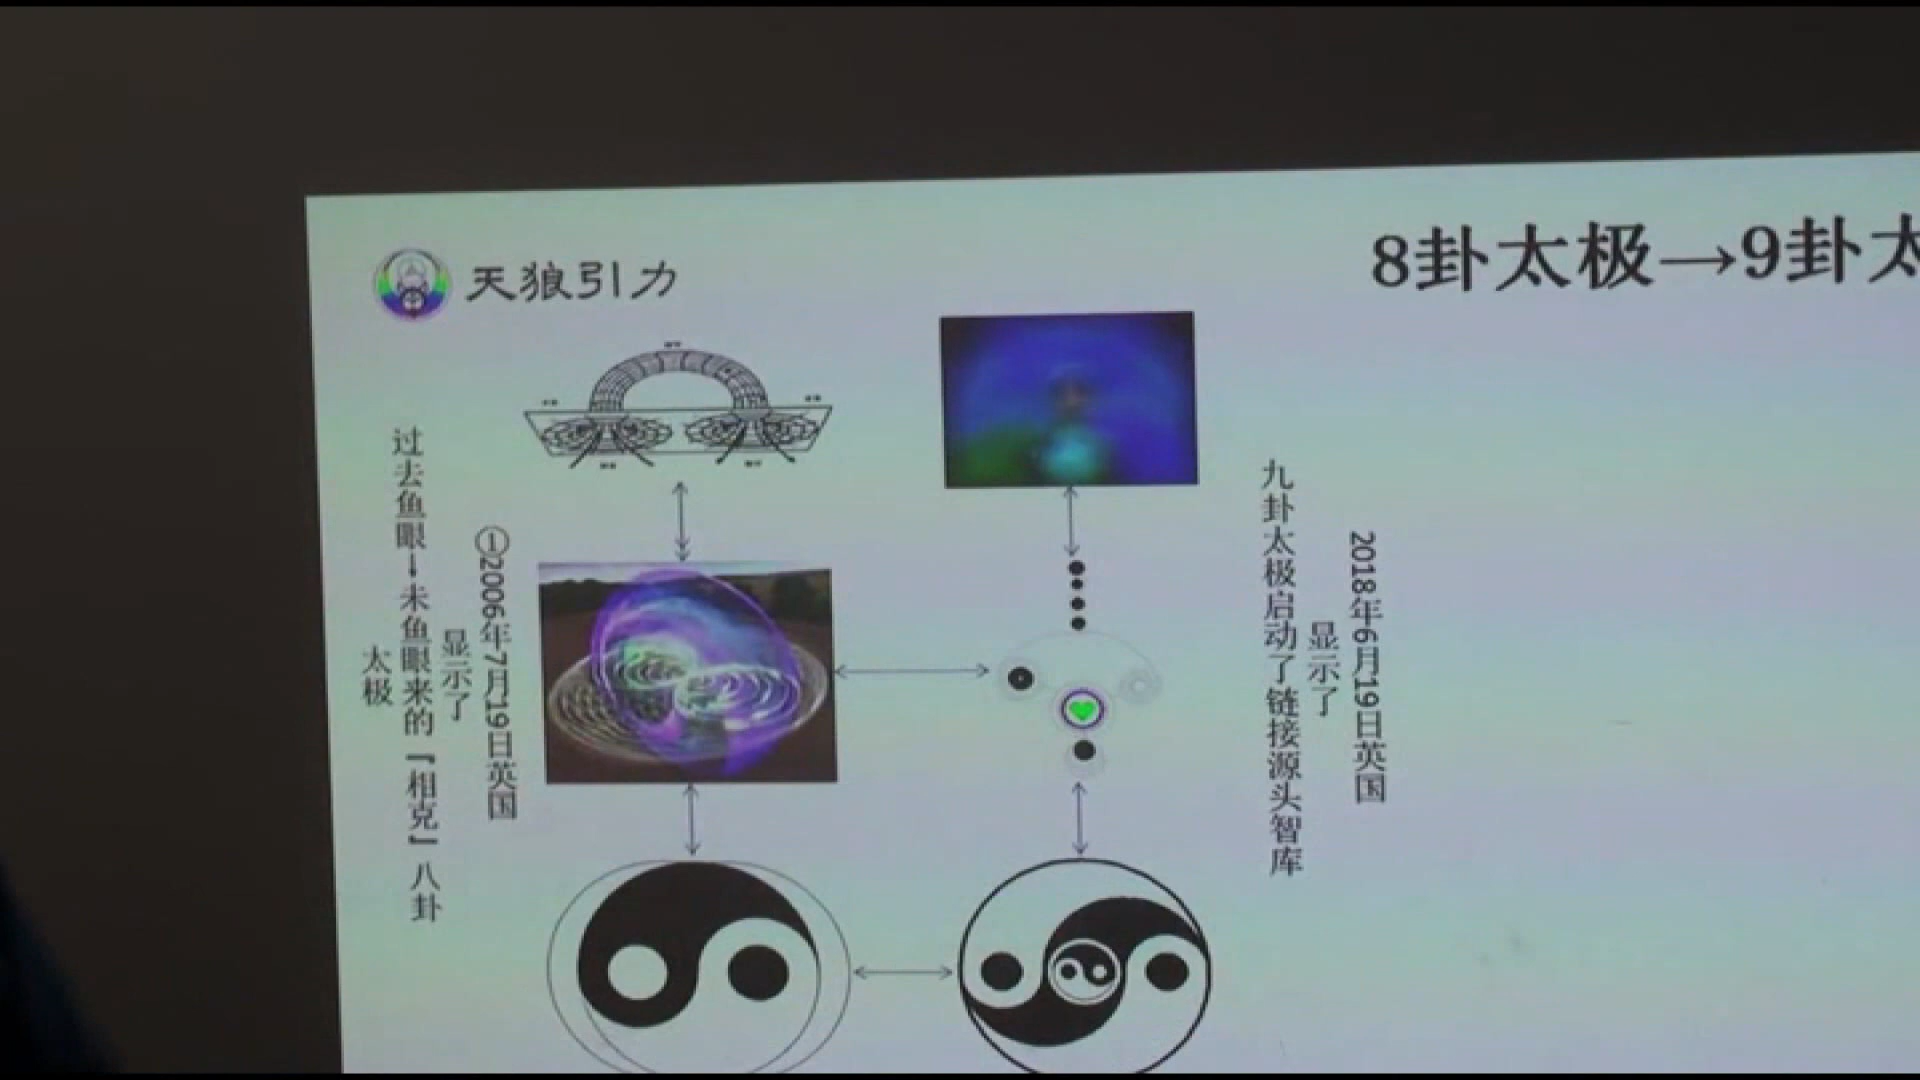 天狼引力
8卦太极→9卦太
①2006年7月19日英国
显示了
过去鱼眼→未鱼眼来的『相克』八卦
太极
2018年6月19日英国
显示了
九卦太极启动了链接源头智库